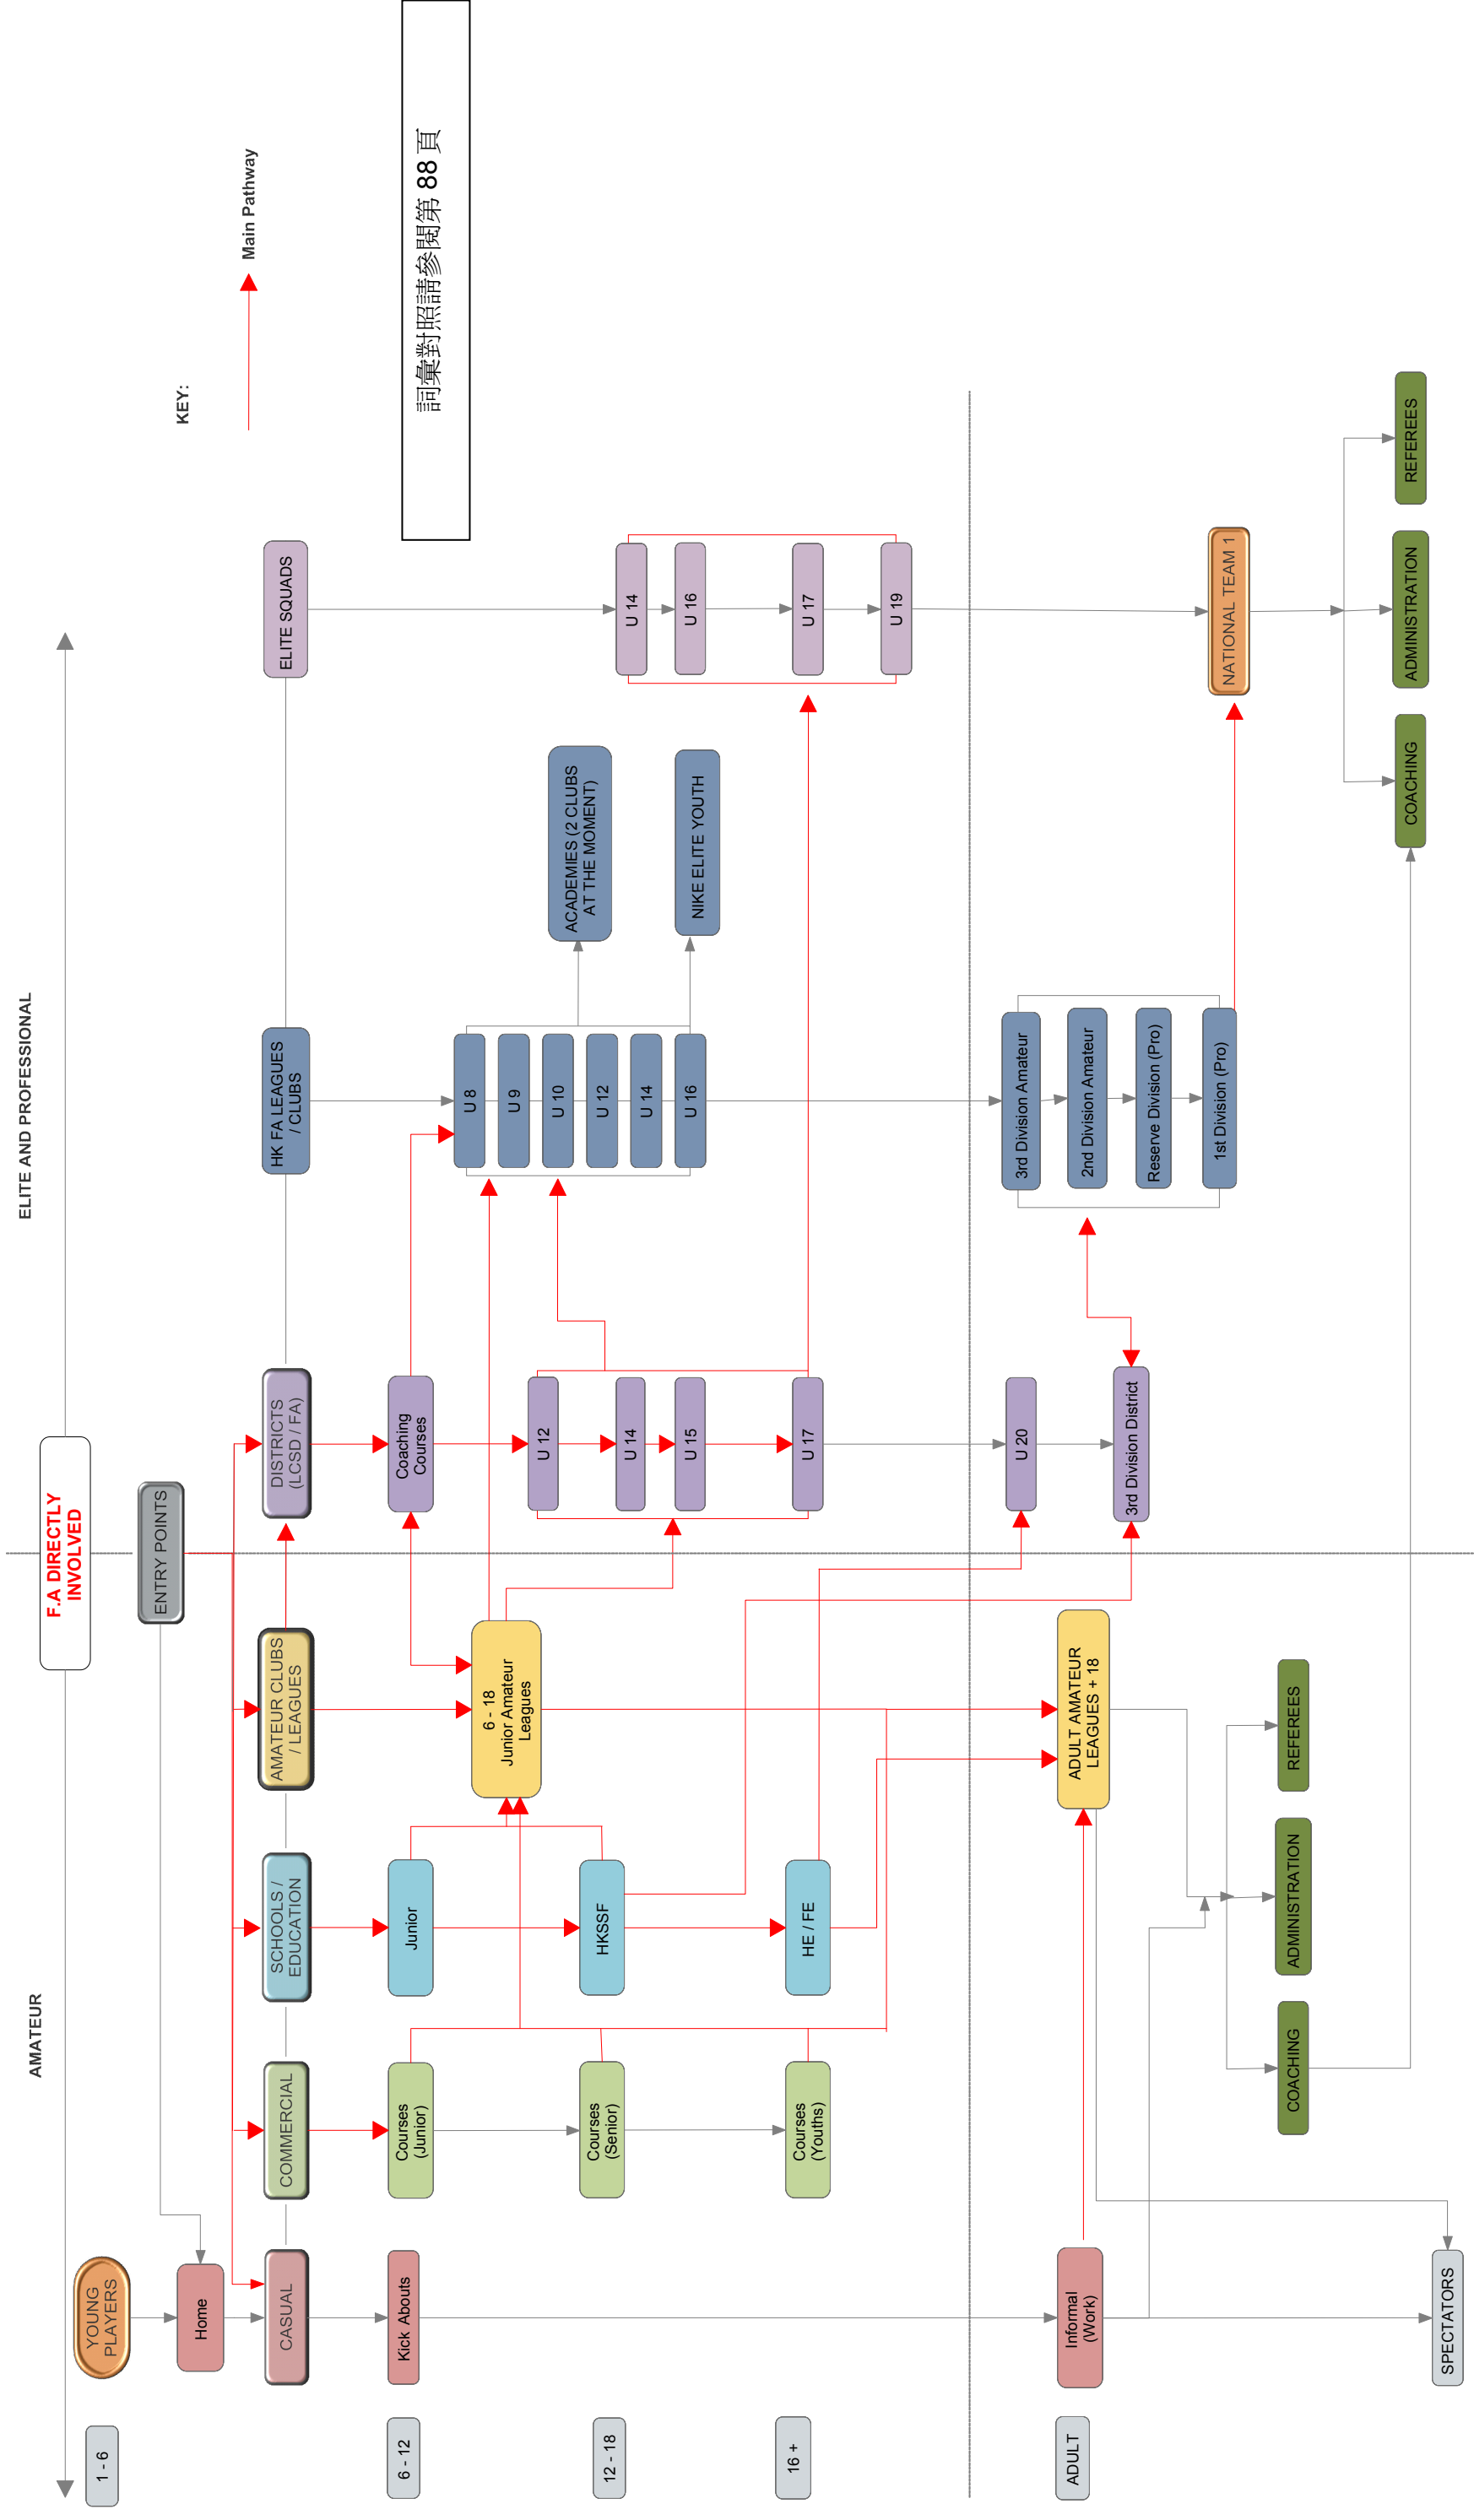 AMATEUR
F.A DIRECTLY
INVOLVED
ELITE AND PROFESSIONAL
1 - 6
YOUNG
PLAYERS
ENTRY POINTS
KEY:
Main Pathway
Home
CASUAL
COMMERCIAL
SCHOOLS /
EDUCATION
AMATEUR CLUBS
/ LEAGUES
DISTRICTS
(LCSD / FA)
HK FA LEAGUES
/ CLUBS
ELITE SQUADS
詞彙對照請參閱第 88 頁
6 - 12
Kick Abouts
Courses
(Junior)
Junior
Coaching
Courses
6 - 18
Junior Amateur
Leagues
U 8
U 9
U 10
U 12
U 14
U 16
ACADEMIES (2 CLUBS
AT THE MOMENT)
NIKE ELITE YOUTH
12 - 18
Courses
(Senior)
HKSSF
U 12
U 14
U 15
U 17
U 14
U 16
U 17
U 19
16 +
Courses
(Youths)
HE / FE
ADULT
Informal
(Work)
ADULT AMATEUR
LEAGUES + 18
U 20
3rd Division District
3rd Division Amateur
2nd Division Amateur
Reserve Division (Pro)
1st Division (Pro)
NATIONAL TEAM 1
COACHING
ADMINISTRATION
REFEREES
COACHING
ADMINISTRATION
REFEREES
SPECTATORS